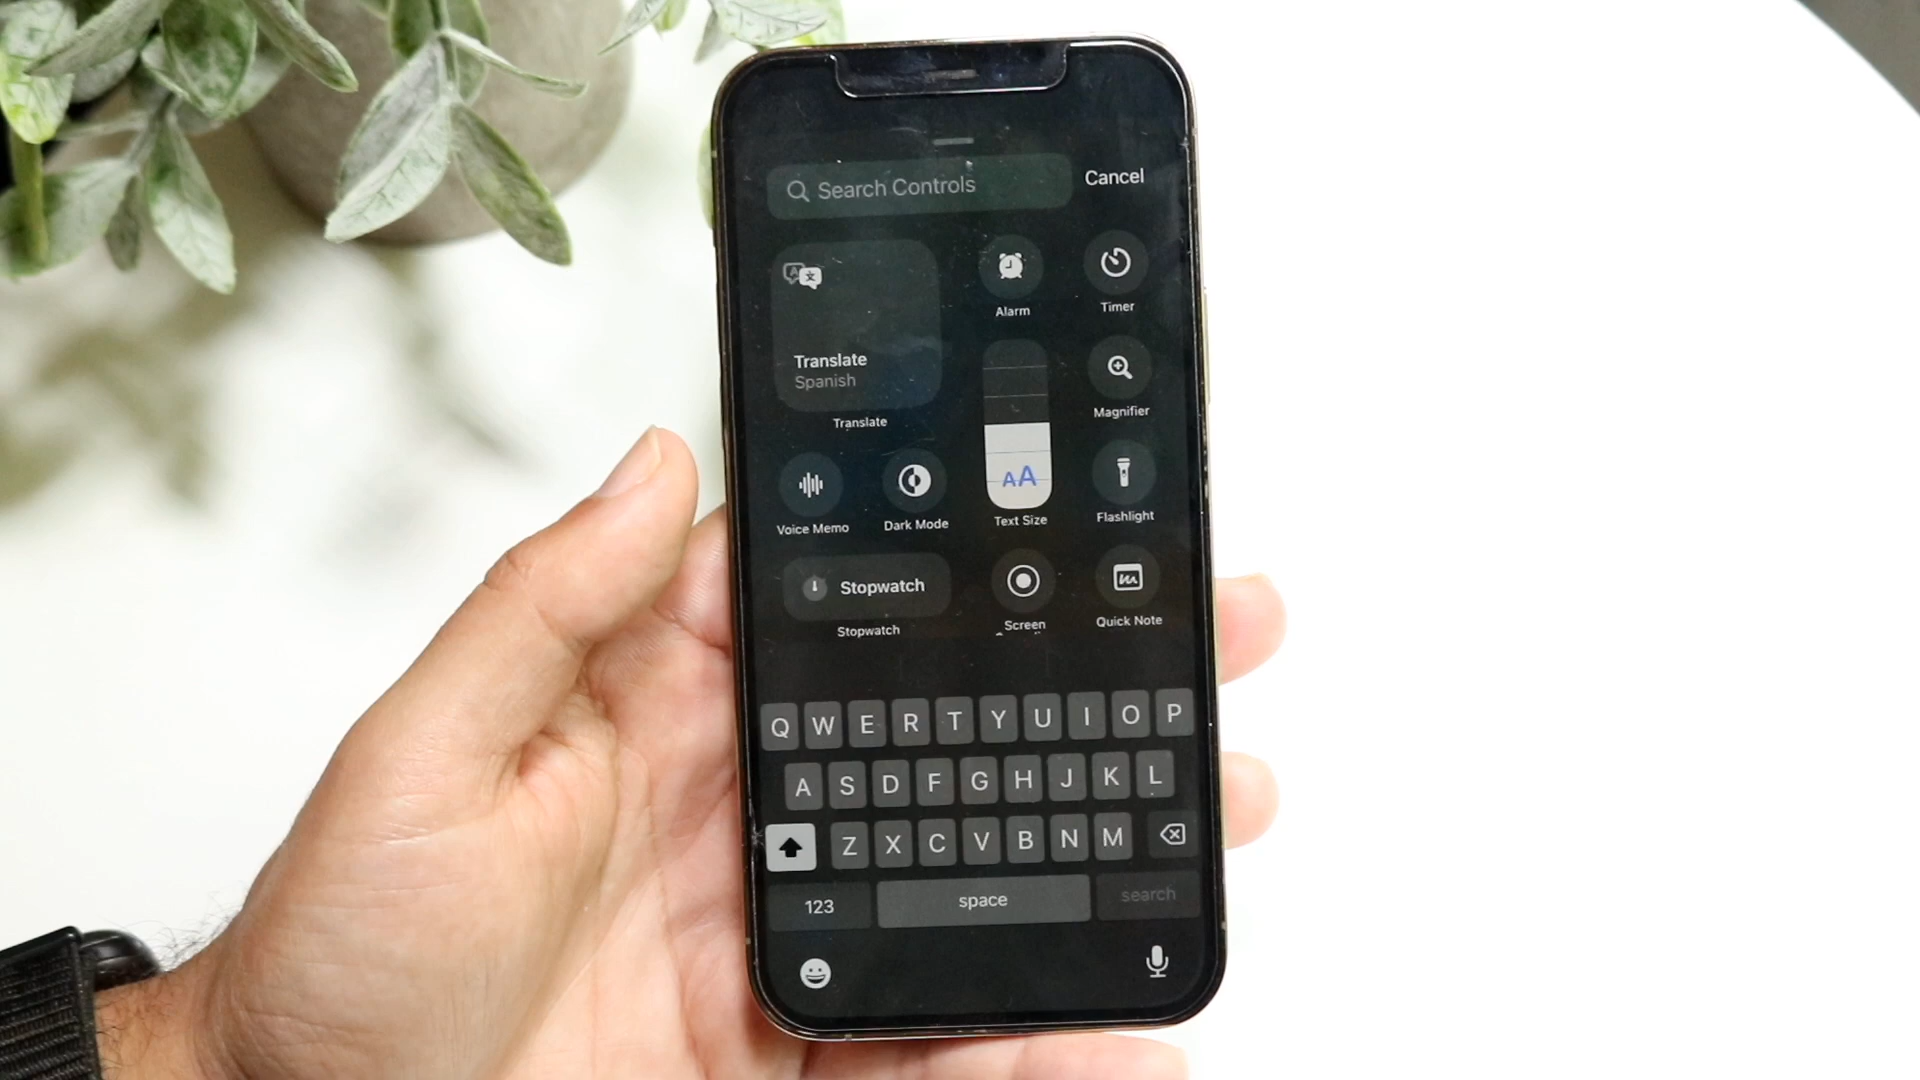 Search Controls
Cancel
Translate
Spanish
Translate
Alarm
Timer
Magnifier
AA
Text Size
Flashlight
Voice Memo
Dark Mode
Stopwatch
Stopwatch
Screen
Quick Note
Q W E R T Y U I O P
A S D F G H J K L
Z X C V B N M
123
space
search